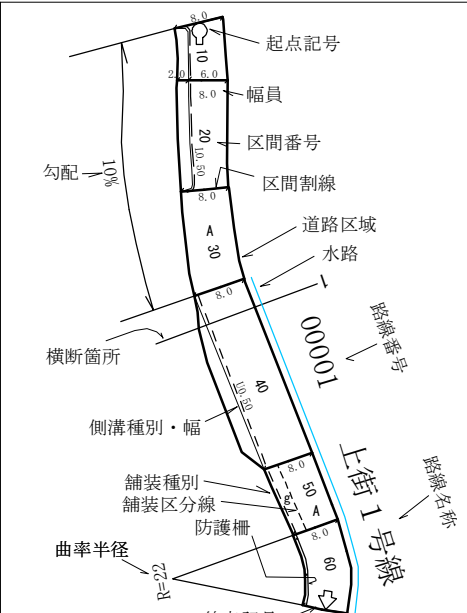 8.0
起点記号
10
2.0 6.0
8.0
幅員
20
区間番号
L0.50
勾配
10%
区間割線
8.0
A
30
道路区域
水路
8.0
1
横断箇所
00001
路線番号
40
U0.50
側溝種別・幅
上街1号線
路線名称
8.0
舗装種別
50
A
舗装区分線
防護柵
8.0
曲率半径
R=22
60